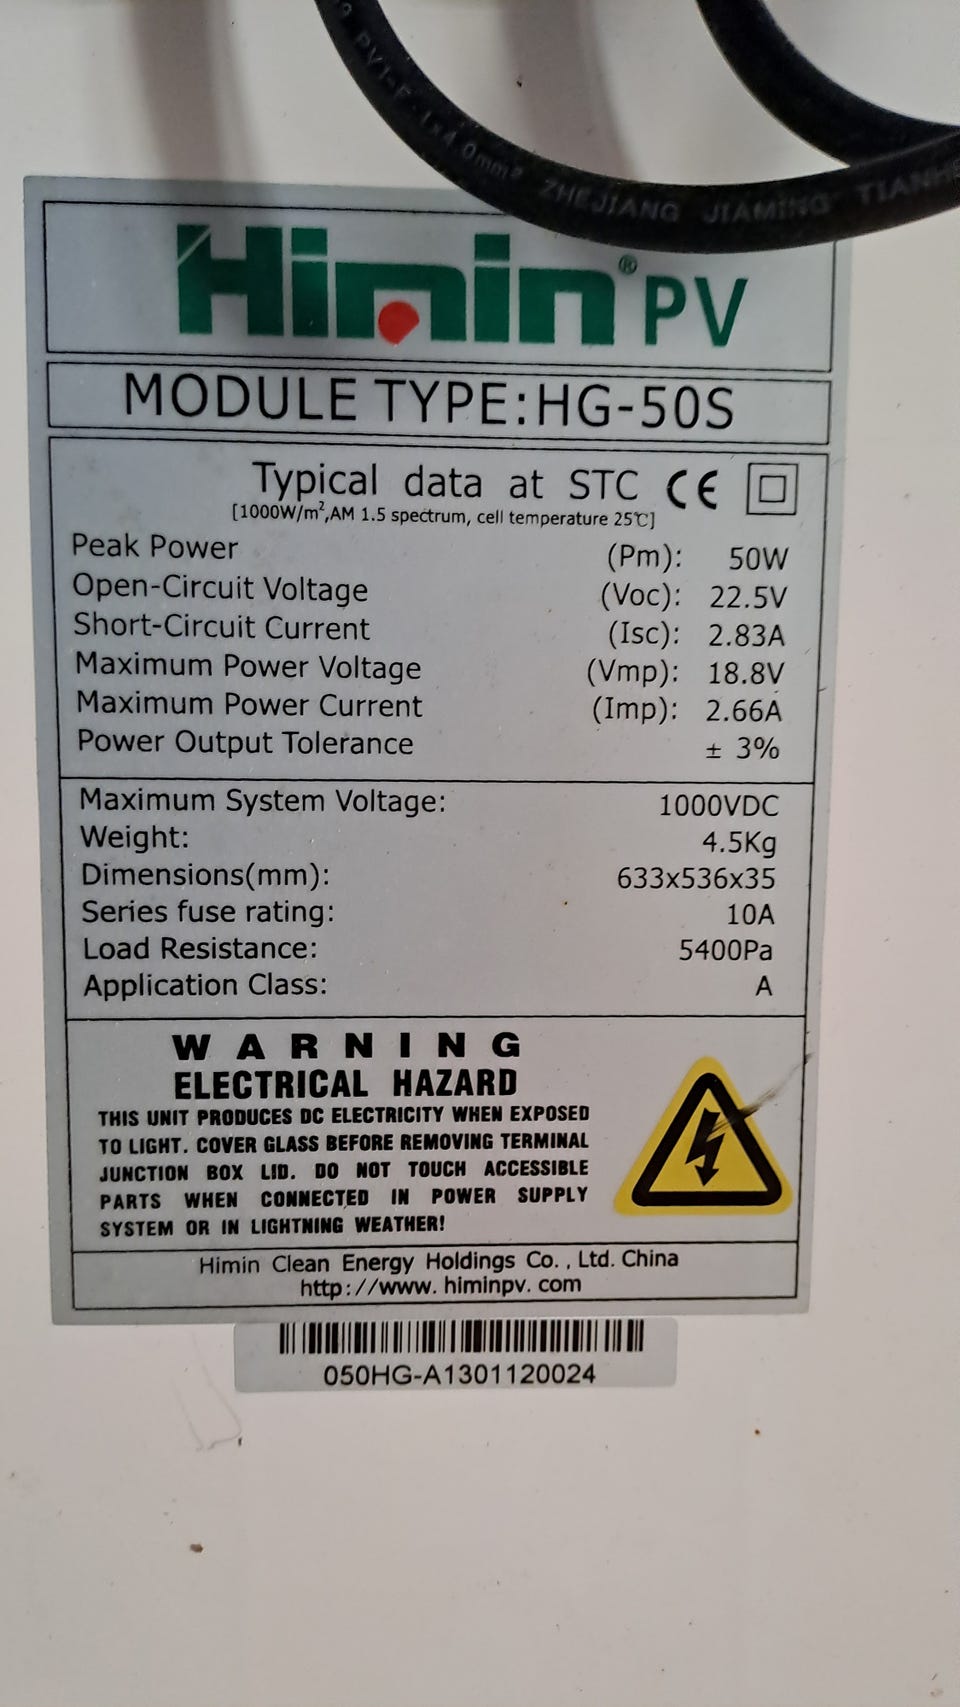 PV1-F 1x4.0mm² ZHEJIANG JIAMING
Himin® PV
MODULE TYPE:HG-50S
Typical data at STC CE
[1000W/m²,AM 1.5 spectrum, cell temperature 25℃]
Peak Power (Pm): 50W
Open-Circuit Voltage (Voc): 22.5V
Short-Circuit Current (Isc): 2.83A
Maximum Power Voltage (Vmp): 18.8V
Maximum Power Current (Imp): 2.66A
Power Output Tolerance ± 3%
Maximum System Voltage: 1000VDC
Weight: 4.5Kg
Dimensions(mm): 633x536x35
Series fuse rating: 10A
Load Resistance: 5400Pa
Application Class: A
WARNING
ELECTRICAL HAZARD
THIS UNIT PRODUCES DC ELECTRICITY WHEN EXPOSED
TO LIGHT. COVER GLASS BEFORE REMOVING TERMINAL
JUNCTION BOX LID. DO NOT TOUCH ACCESSIBLE
PARTS WHEN CONNECTED IN POWER SUPPLY
SYSTEM OR IN LIGHTNING WEATHER!
Himin Clean Energy Holdings Co., Ltd. China
http://www.himinpv.com
050HG-A1301120024